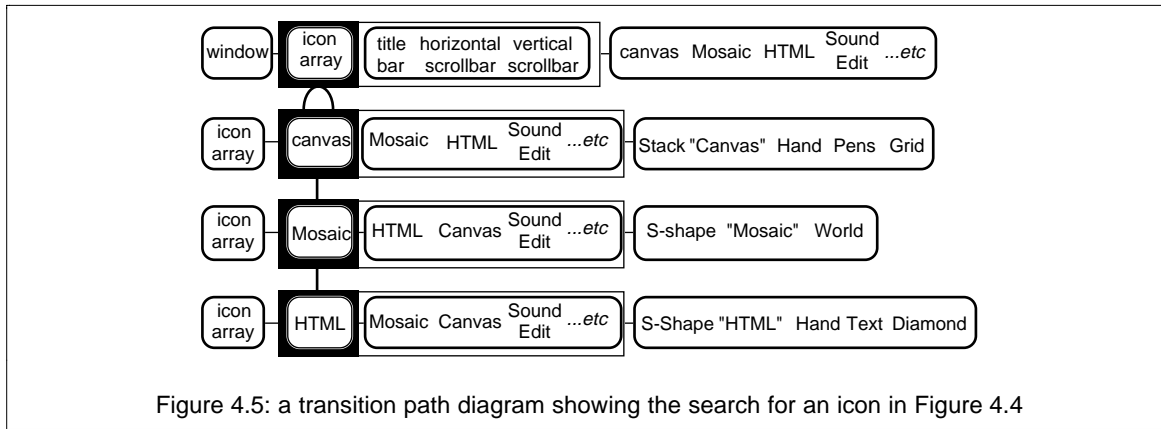 window
icon
array
title horizontal vertical
bar scrollbar scrollbar
canvas Mosaic HTML Sound Edit ...etc
icon
array
canvas
Mosaic HTML Sound Edit ...etc
Stack "Canvas" Hand Pens Grid
icon
array
Mosaic
HTML Canvas Sound Edit ...etc
S-shape "Mosaic" World
icon
array
HTML
Mosaic Canvas Sound Edit ...etc
S-Shape "HTML" Hand Text Diamond
Figure 4.5: a transition path diagram showing the search for an icon in Figure 4.4